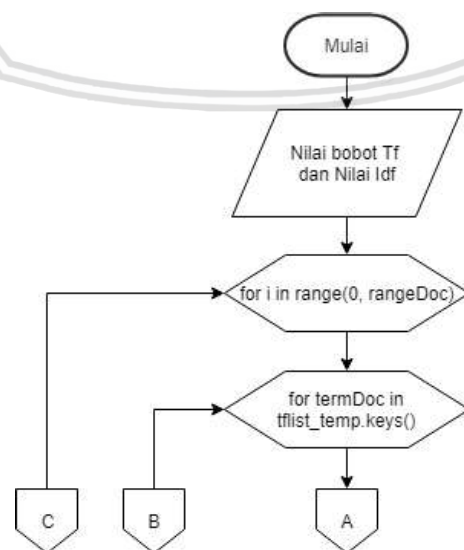 Mulai
Nilai bobot Tf
dan Nilai Idf
for i in range(0, rangeDoc)
for termDoc in
tflist_temp.keys()
C
B
A